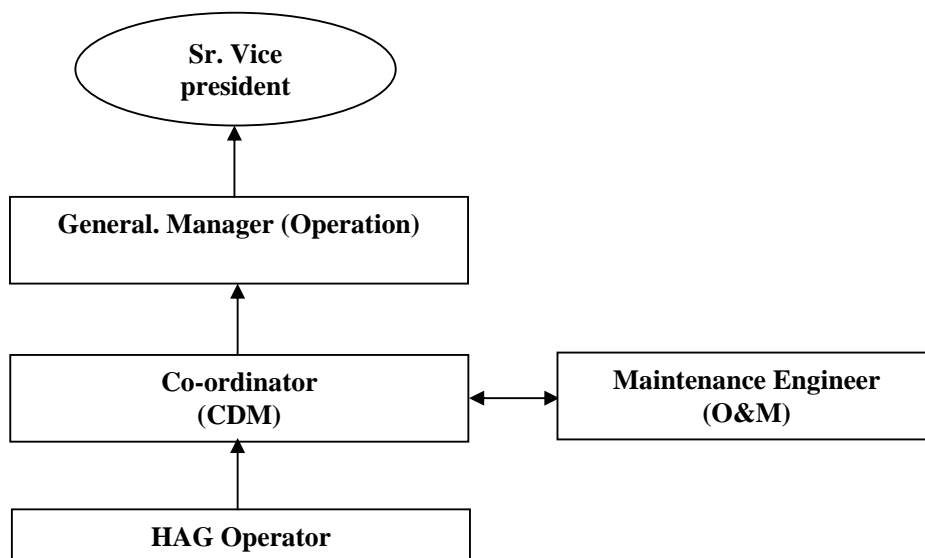 Sr. Vice
president
General. Manager (Operation)
Co-ordinator
(CDM)
Maintenance Engineer
(O&M)
HAG Operator